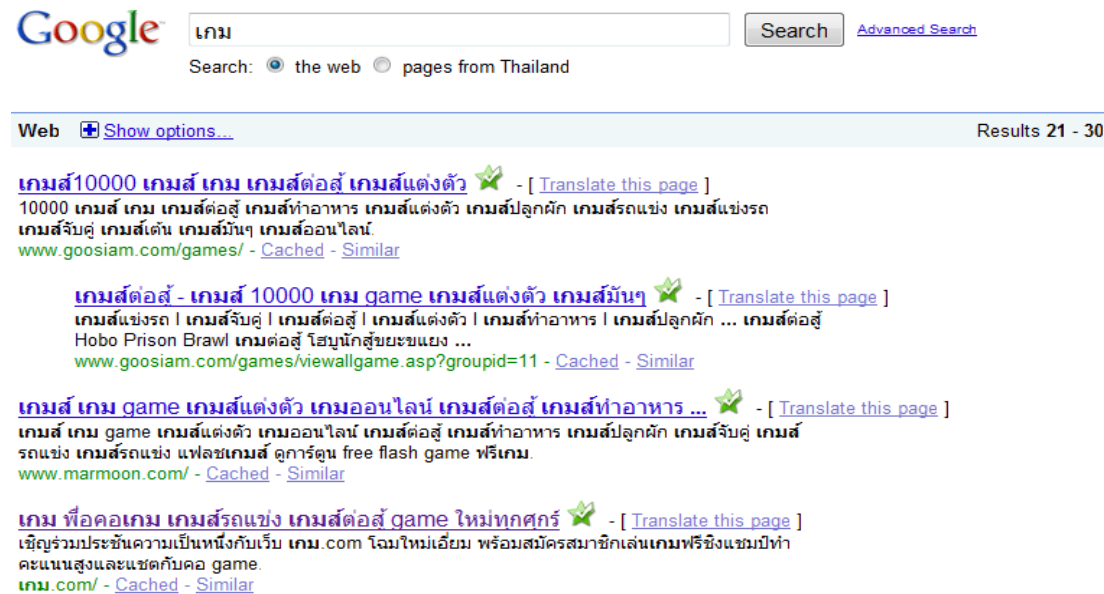 Google เกม Search Advanced Search
Search: the web pages from Thailand
Web Show options... Results 21 - 30
เกมส์10000 เกมส์ เกม เกมส์ต่อสู้ เกมส์แต่งตัว - [ Translate this page ]
10000 เกมส์ เกม เกมส์ต่อสู้ เกมส์ทำอาหาร เกมส์แต่งตัว เกมส์ปลูกผัก เกมส์รถแข่ง เกมส์แข่งรถ
เกมส์จับคู่ เกมส์เต้น เกมส์มันๆ เกมส์ออนไลน์.
www.goosiam.com/games/ - Cached - Similar
เกมส์ต่อสู้ - เกมส์ 10000 เกม game เกมส์แต่งตัว เกมส์มันๆ - [ Translate this page ]
เกมส์แข่งรถ l เกมส์จับคู่ l เกมส์ต่อสู้ l เกมส์แต่งตัว l เกมส์ทำอาหาร l เกมส์ปลูกผัก ... เกมส์ต่อสู้
Hobo Prison Brawl เกมต่อสู้ โฮบูนักสู้ขยะขแยง ...
www.goosiam.com/games/viewallgame.asp?groupid=11 - Cached - Similar
เกมส์ เกม game เกมส์แต่งตัว เกมออนไลน์ เกมส์ต่อสู้ เกมส์ทำอาหาร ... - [ Translate this page ]
เกมส์ เกม game เกมส์แต่งตัว เกมออนไลน์ เกมส์ต่อสู้ เกมส์ทำอาหาร เกมส์ปลูกผัก เกมส์จับคู่ เกมส์
รถแข่ง เกมส์รถแข่ง แฟลชเกมส์ ดูการ์ตูน free flash game ฟรีเกม.
www.marmoon.com/ - Cached - Similar
เกม พื่อคอเกม เกมส์รถแข่ง เกมส์ต่อสู้ game ใหม่ทุกศุกร์ - [ Translate this page ]
เชิญร่วมประชันความเป็นหนึ่งกับเว็บ เกม.com โฉมใหม่เอี่ยม พร้อมสมัครสมาชิกเล่นเกมฟรีชิงแชมป์ทำ
คะแนนสูงและแชตกับคอ game.
เกม.com/ - Cached - Similar